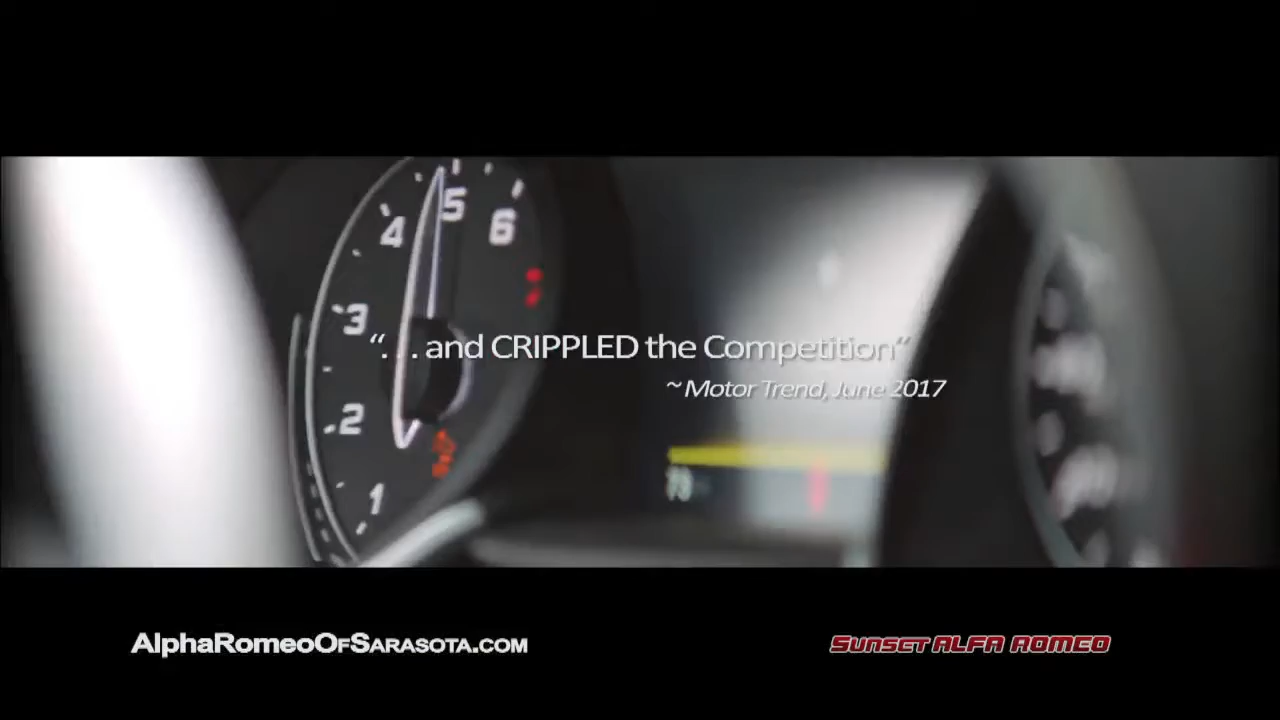 5
4
6
3
“. . . and CRIPPLED the Competition“
~ Motor Trend, June 2017
2
1
AlphaRomeoOfSarasota.com
Sunset ALFA ROMEO